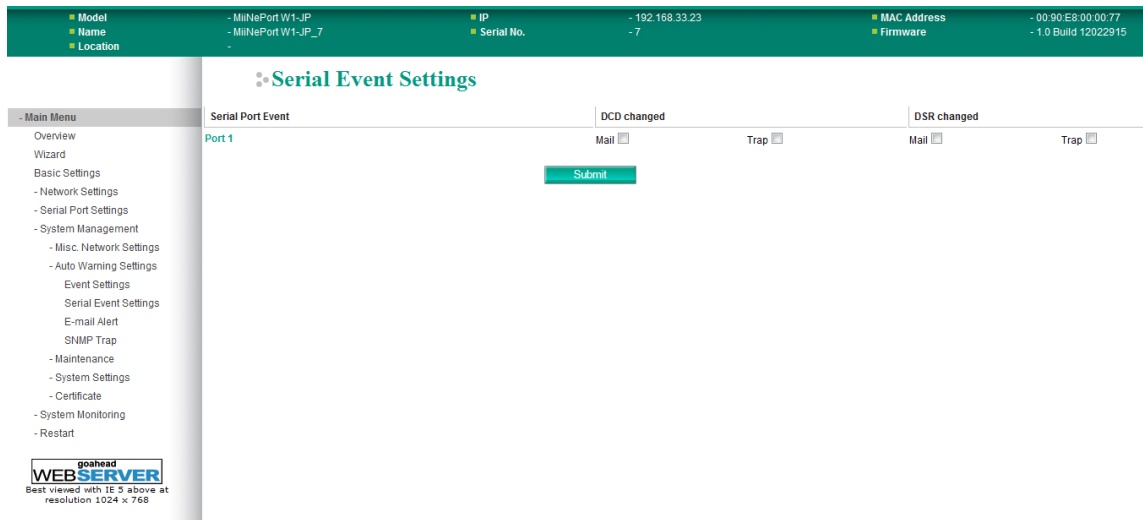 Model - MiiNePort W1-JP IP - 192.168.33.23 MAC Address - 00:90:E8:00:00:77
Name - MiiNePort W1-JP_7 Serial No. - 7 Firmware - 1.0 Build 12022915
Location -
Serial Event Settings
- Main Menu
Overview
Wizard
Basic Settings
- Network Settings
- Serial Port Settings
- System Management
- Misc. Network Settings
- Auto Warning Settings
Event Settings
Serial Event Settings
E-mail Alert
SNMP Trap
- Maintenance
- System Settings
- Certificate
- System Monitoring
- Restart
goahead
WEBSERVER
Best viewed with IE 5 above at
resolution 1024 x 768
Serial Port Event DCD changed DSR changed
Port 1 Mail Trap Mail Trap
Submit